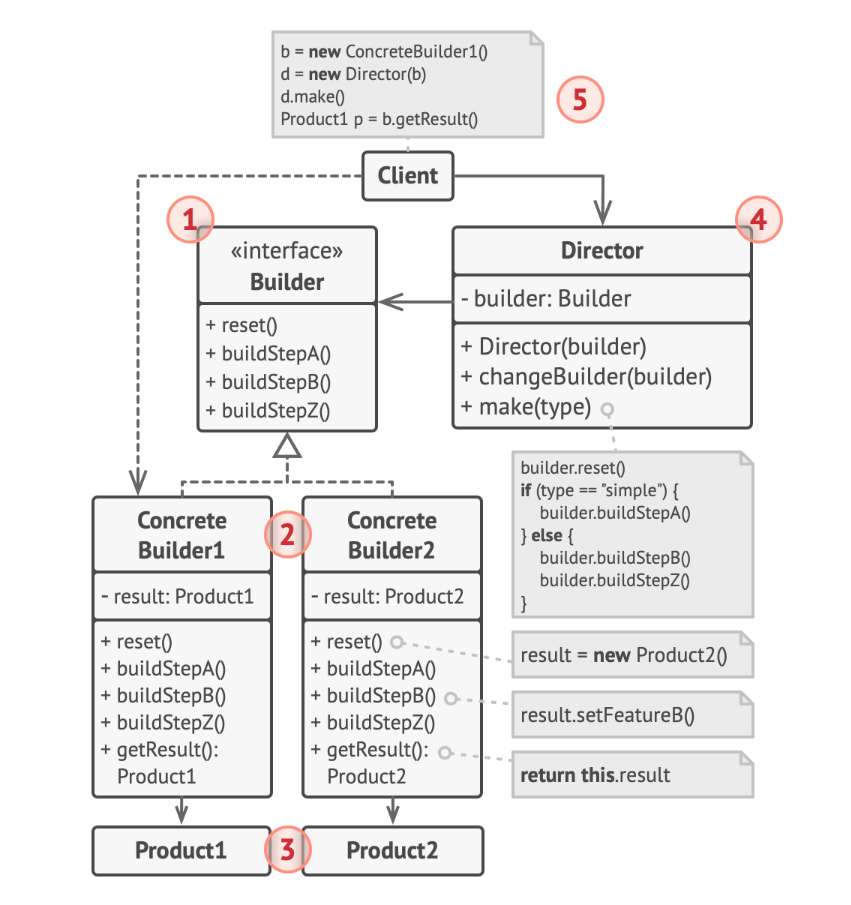 b = new ConcreteBuilder1()
d = new Director(b)
d.make()
Product1 p = b.getResult()
5
Client
1
«interface»
Builder
+ reset()
+ buildStepA()
+ buildStepB()
+ buildStepZ()
4
Director
- builder: Builder
+ Director(builder)
+ changeBuilder(builder)
+ make(type)
builder.reset()
if (type == "simple") {
builder.buildStepA()
} else {
builder.buildStepB()
builder.buildStepZ()
}
Concrete
Builder1
- result: Product1
+ reset()
+ buildStepA()
+ buildStepB()
+ buildStepZ()
+ getResult():
Product1
2
Concrete
Builder2
- result: Product2
+ reset()
+ buildStepA()
+ buildStepB()
+ buildStepZ()
+ getResult():
Product2
result = new Product2()
result.setFeatureB()
return this.result
Product1
3
Product2